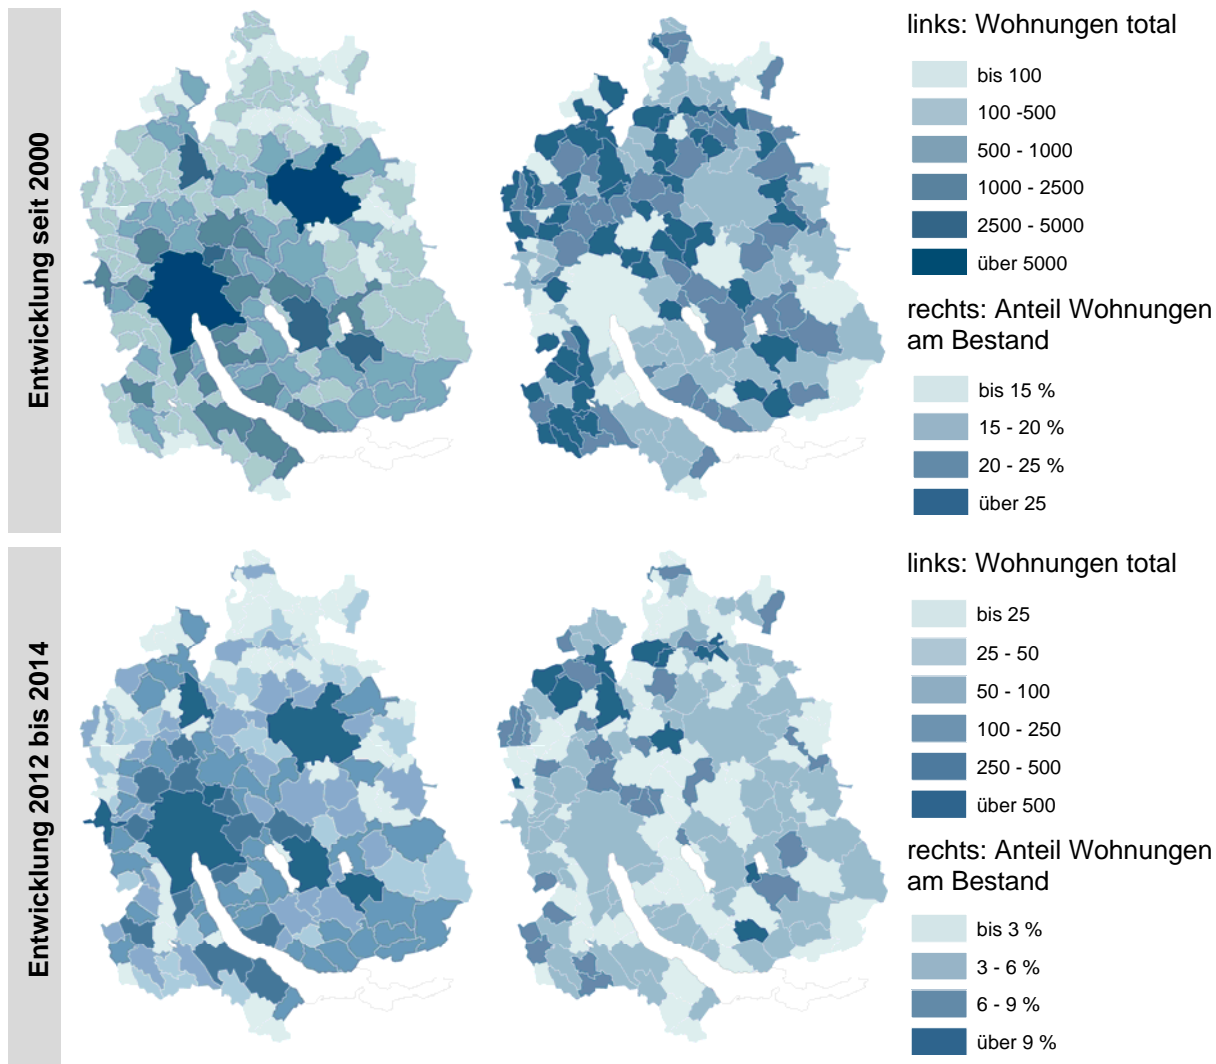 Entwicklung seit 2000
links: Wohnungen total
bis 100
100 -500
500 - 1000
1000 - 2500
2500 - 5000
über 5000
rechts: Anteil Wohnungen
am Bestand
bis 15 %
15 - 20 %
20 - 25 %
über 25
Entwicklung 2012 bis 2014
links: Wohnungen total
bis 25
25 - 50
50 - 100
100 - 250
250 - 500
über 500
rechts: Anteil Wohnungen
am Bestand
bis 3 %
3 - 6 %
6 - 9 %
über 9 %